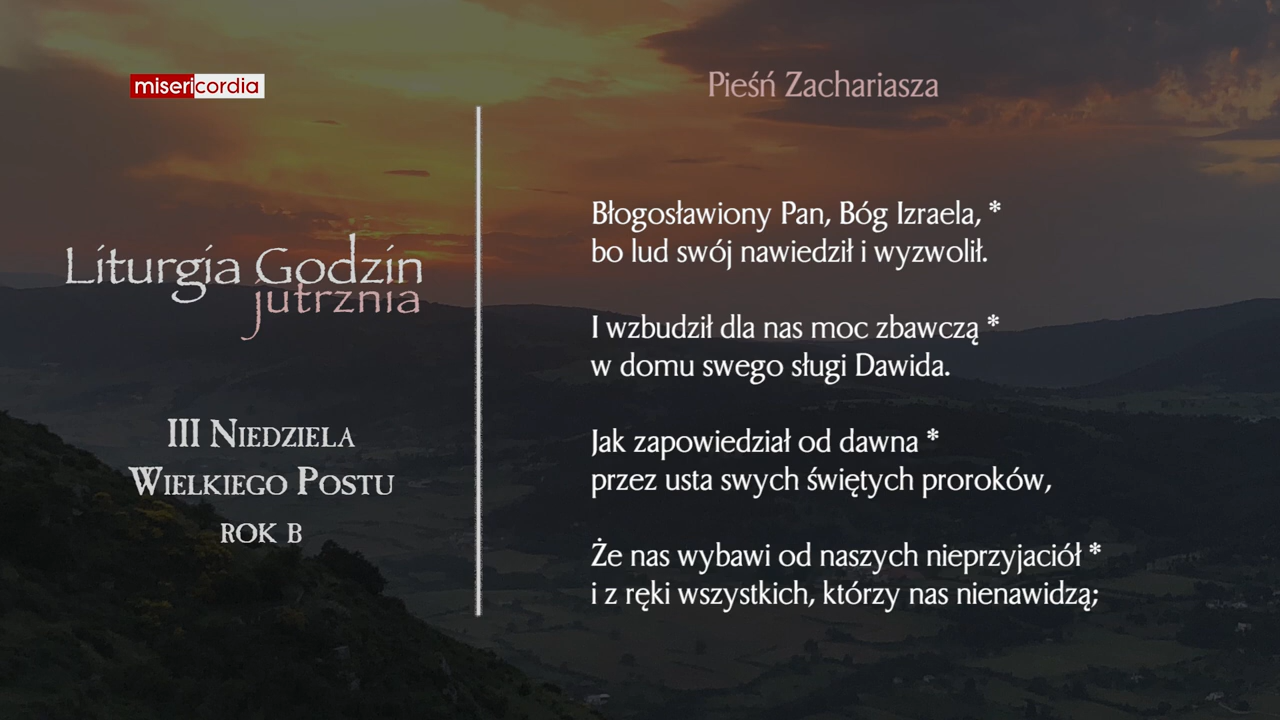 misericordia
Liturgia Godzin
jutrznia
III Niedziela
Wielkiego Postu
rok b
Pieśń Zachariasza
Błogosławiony Pan, Bóg Izraela, *
bo lud swój nawiedził i wyzwolił.
I wzbudził dla nas moc zbawczą *
w domu swego sługi Dawida.
Jak zapowiedział od dawna *
przez usta swych świętych proroków,
Że nas wybawi od naszych nieprzyjaciół *
i z ręki wszystkich, którzy nas nienawidzą;